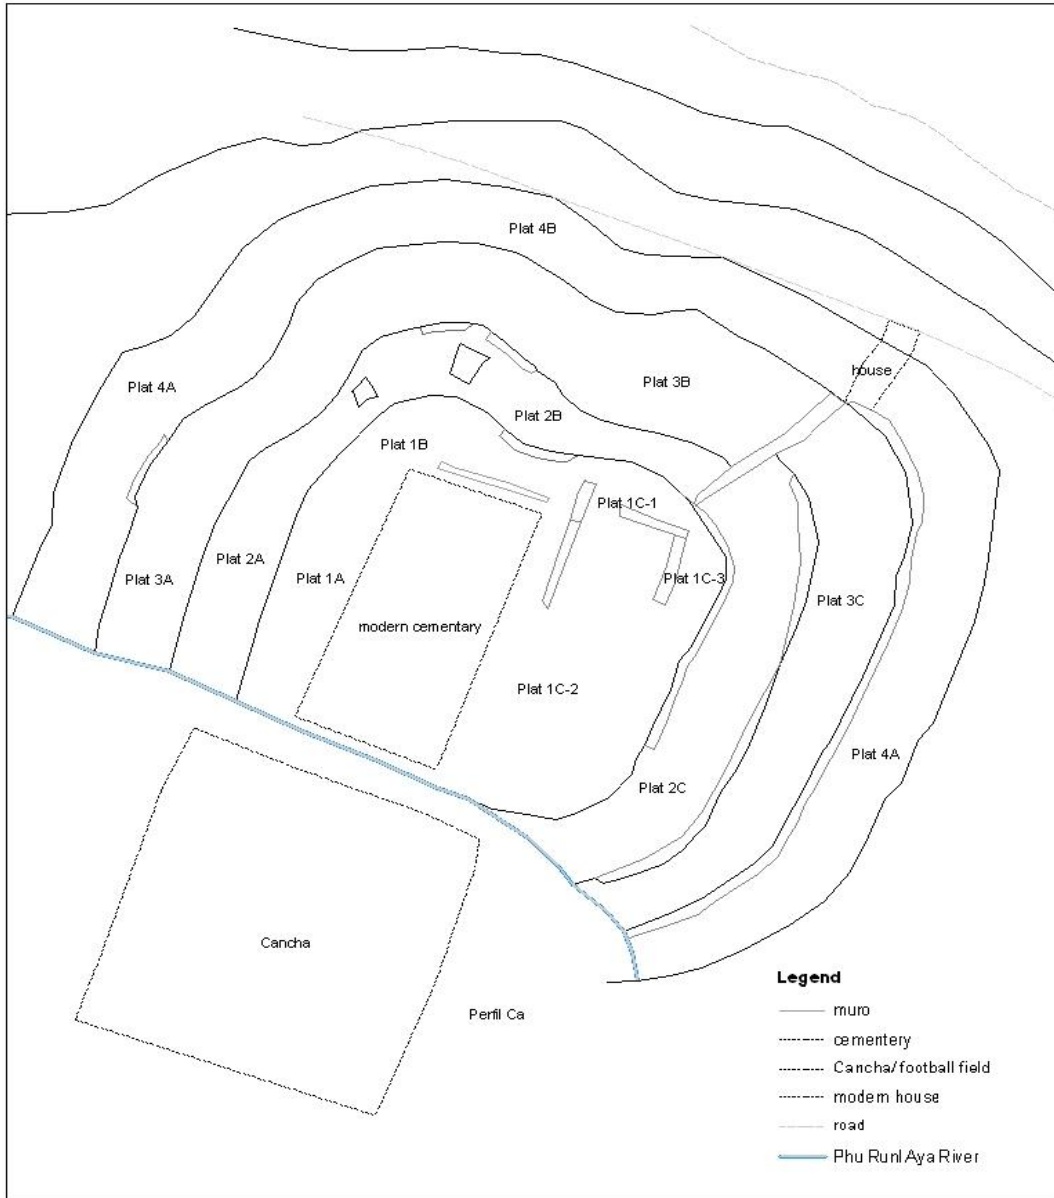 Plat 4B
house
Plat 4A
Plat 3B
Plat 2B
Plat 1B
Plat 1C-1
Plat 2A
Plat 3A
Plat 1A
Plat 1C-3
Plat 3C
modern cementary
Plat 1C-2
Plat 4A
Plat 2C
Cancha
Perfil Ca
Legend
muro
cementery
Cancha/football field
modern house
road
Phu Runl Aya River